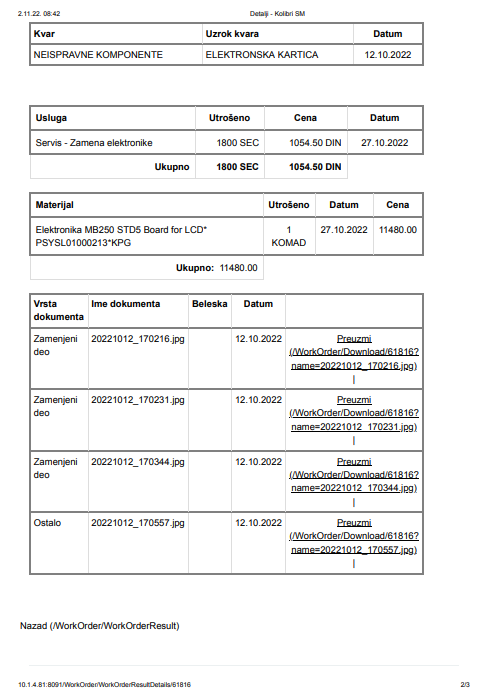 2.11.22. 08:42 Detalji - Kolibri SM
Kvar Uzrok kvara Datum
NEISPRAVNE KOMPONENTE ELEKTRONSKA KARTICA 12.10.2022
Usluga Utrošeno Cena Datum
Servis - Zamena elektronike 1800 SEC 1054.50 DIN 27.10.2022
Ukupno 1800 SEC 1054.50 DIN
Materijal Utrošeno Datum Cena
Elektronika MB250 STD5 Board for LCD* 1 27.10.2022 11480.00
PSYSL01000213*KPG KOMAD
Ukupno: 11480.00
Vrsta Ime dokumenta Beleska Datum
dokumenta
Zamenjeni 20221012_170216.jpg 12.10.2022 Preuzmi
deo (/WorkOrder/Download/61816?
name=20221012_170216.jpg)
|
Zamenjeni 20221012_170231.jpg 12.10.2022 Preuzmi
deo (/WorkOrder/Download/61816?
name=20221012_170231.jpg)
|
Zamenjeni 20221012_170344.jpg 12.10.2022 Preuzmi
deo (/WorkOrder/Download/61816?
name=20221012_170344.jpg)
|
Ostalo 20221012_170557.jpg 12.10.2022 Preuzmi
(/WorkOrder/Download/61816?
name=20221012_170557.jpg)
|
Nazad (/WorkOrder/WorkOrderResult)
10.1.4.81:8091/WorkOrder/WorkOrderResultDetails/61816 2/3